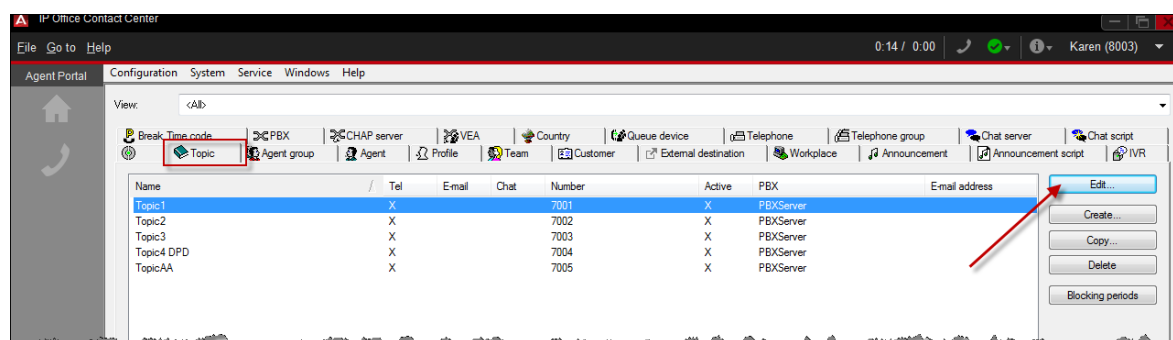 IP Office Contact Center
File Go to Help 0:14 / 0:00 Karen (8003)
Agent Portal Configuration System Service Windows Help
View: <All>
Break Time code PBX CHAP server VEA Country Queue device Telephone Telephone group Chat server Chat script
Topic Agent group Agent Profile Team Customer External destination Workplace Announcement Announcement script IVR
Name / Tel E-mail Chat Number Active PBX E-mail address Edit...
Topic1 X 7001 X PBXServer
Topic2 X 7002 X PBXServer Create...
Topic3 X 7003 X PBXServer
Topic4 DPD X 7004 X PBXServer Copy...
TopicAA X 7005 X PBXServer Delete
Blocking periods